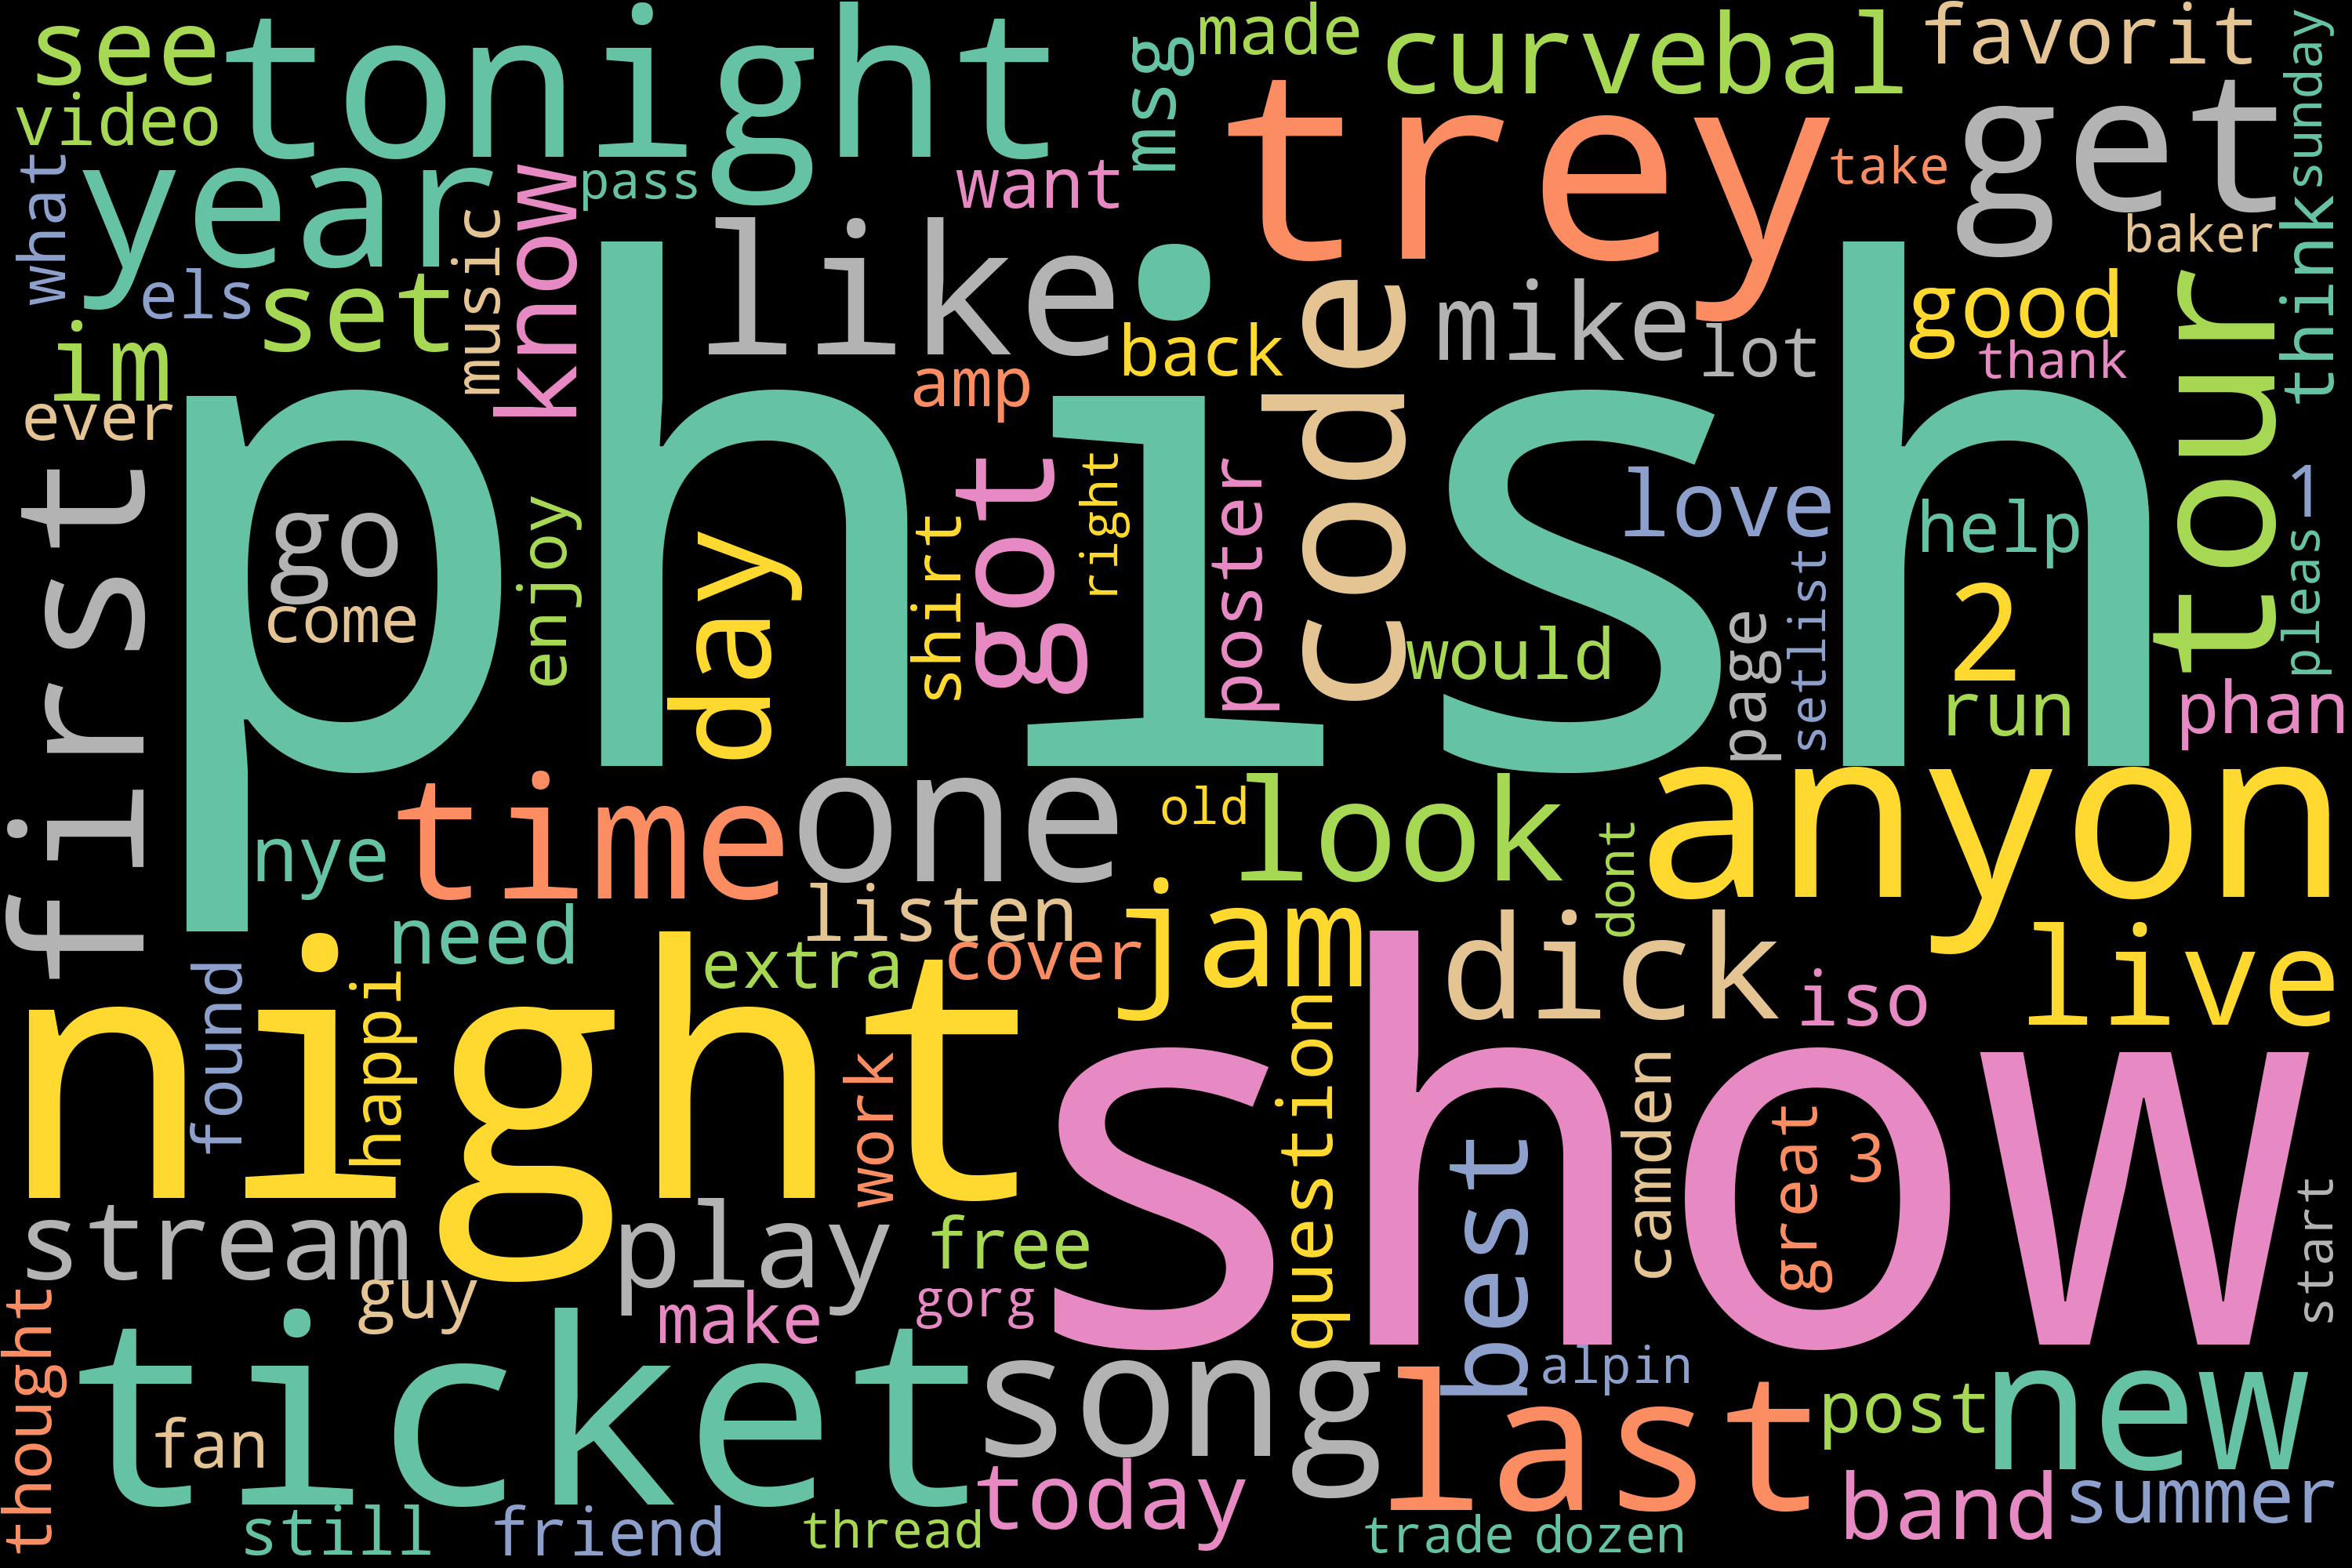 see
tonight
msg
made
curvebal
favorit
sunday
video
trey
get
what
year
know
pass
want
take
music
like
baker
think
els
set
code
mike
good
tour
im
back
lot
thank
amp
ever
phish
first
go
enjoy
day
shirt
got
right
poster
love
help
1
come
would
page
setlist
2
pleas
run
phan
time
one
old
look
dont
anyon
nye
listen
jam
dick
need
extra
cover
iso
live
found
happi
night
work
show
question
best
camden
great
3
stream
play
free
start
guy
make
gorg
thought
ticket
song
last
alpin
post
new
fan
today
band
summer
still
friend
thread
trade
dozen